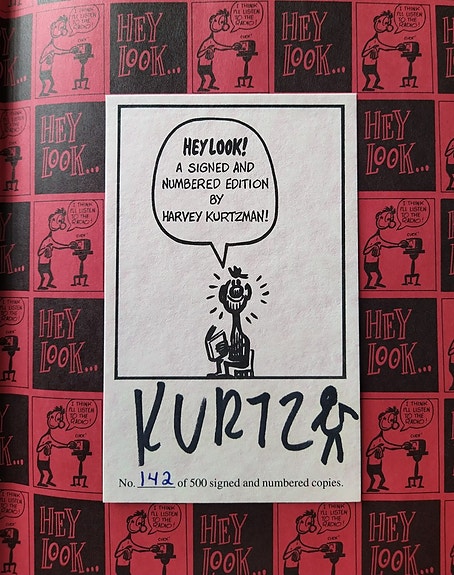 HEY LOOK...
I THINK
I'LL LISTEN
TO THE
RADIO!
CLICK
HEY LOOK!
A SIGNED AND
NUMBERED EDITION
BY
HARVEY KURTZMAN!
KURTZ
No. 142 of 500 signed and numbered copies.